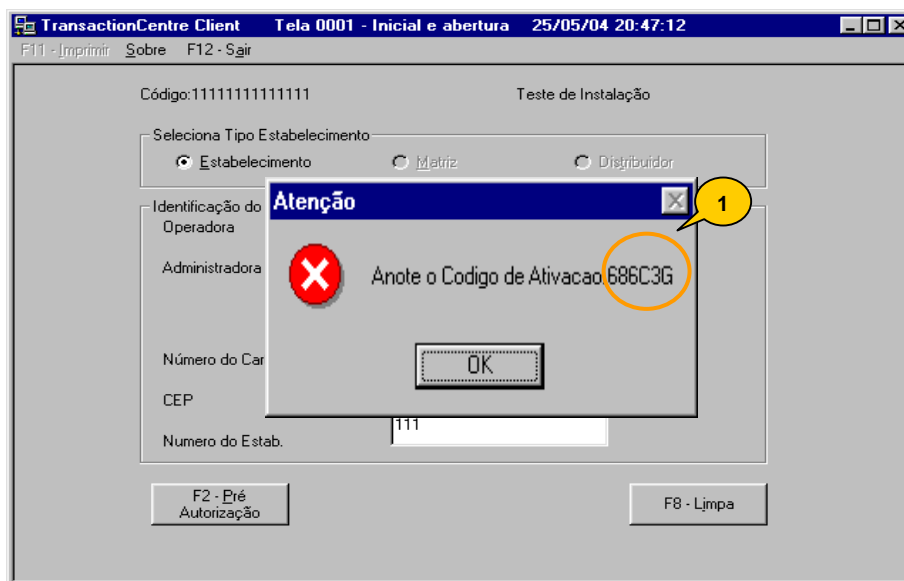 TransactionCentre Client Tela 0001 - Inicial e abertura 25/05/04 20:47:12
F11 - Imprimir Sobre F12 - Sair
Código:11111111111111 Teste de Instalação
Seleciona Tipo Estabelecimento
Estabelecimento Matriz Distribuidor
Atenção
1
Identificação do
Operadora
Administradora
Anote o Codigo de Ativacao:686C3G
OK
Número do Car
CEP
111
Numero do Estab.
F2 - Pré
Autorização
F8 - Limpa